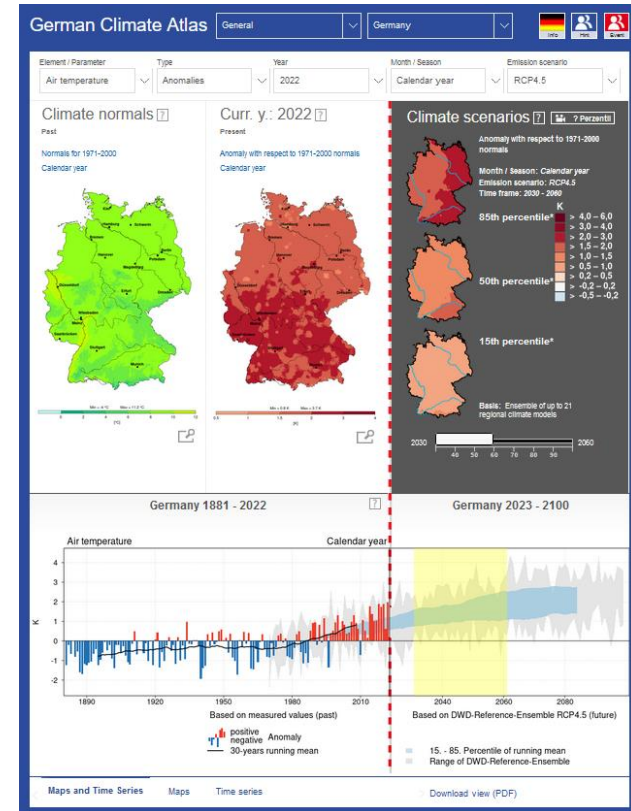 German Climate Atlas
General
Germany
Info
Hint
Event
Element / Parameter
Type
Year
Month / Season
Emission scenario
Air temperature
Anomalies
2022
Calendar year
RCP4.5
Climate normals ?
Past
Normals for 1971-2000
Calendar year
Curr. y.: 2022 ?
Present
Anomaly with respect to 1971-2000 normals
Calendar year
Climate scenarios ?
? Perzentil
Anomaly with respect to 1971-2000
normals
Month / Season: Calendar year
Emission scenario: RCP4.5
Time frame: 2030 - 2060
K
> 4,0 – 6,0
> 3,0 – 4,0
> 2,0 – 3,0
> 1,5 – 2,0
> 1,0 – 1,5
> 0,5 – 1,0
> 0,2 – 0,5
> -0,2 – 0,2
> -0,5 – -0,2
85th percentile*
50th percentile*
15th percentile*
Basis: Ensemble of up to 21
regional climate models
2030
2060
40 50 60 70 80 90
Germany 1881 - 2022
?
Germany 2023 - 2100
Air temperature
Calendar year
4
3
2
1
0
-1
-2
K
1890 1920 1950 1980 2010 2040 2060 2080
Based on measured values (past)
Based on DWD-Reference-Ensemble RCP4.5 (future)
positive
negative
Anomaly
30-years running mean
15. - 85. Percentile of running mean
Range of DWD-Reference-Ensemble
Maps and Time Series
Maps
Time series
Download view (PDF)